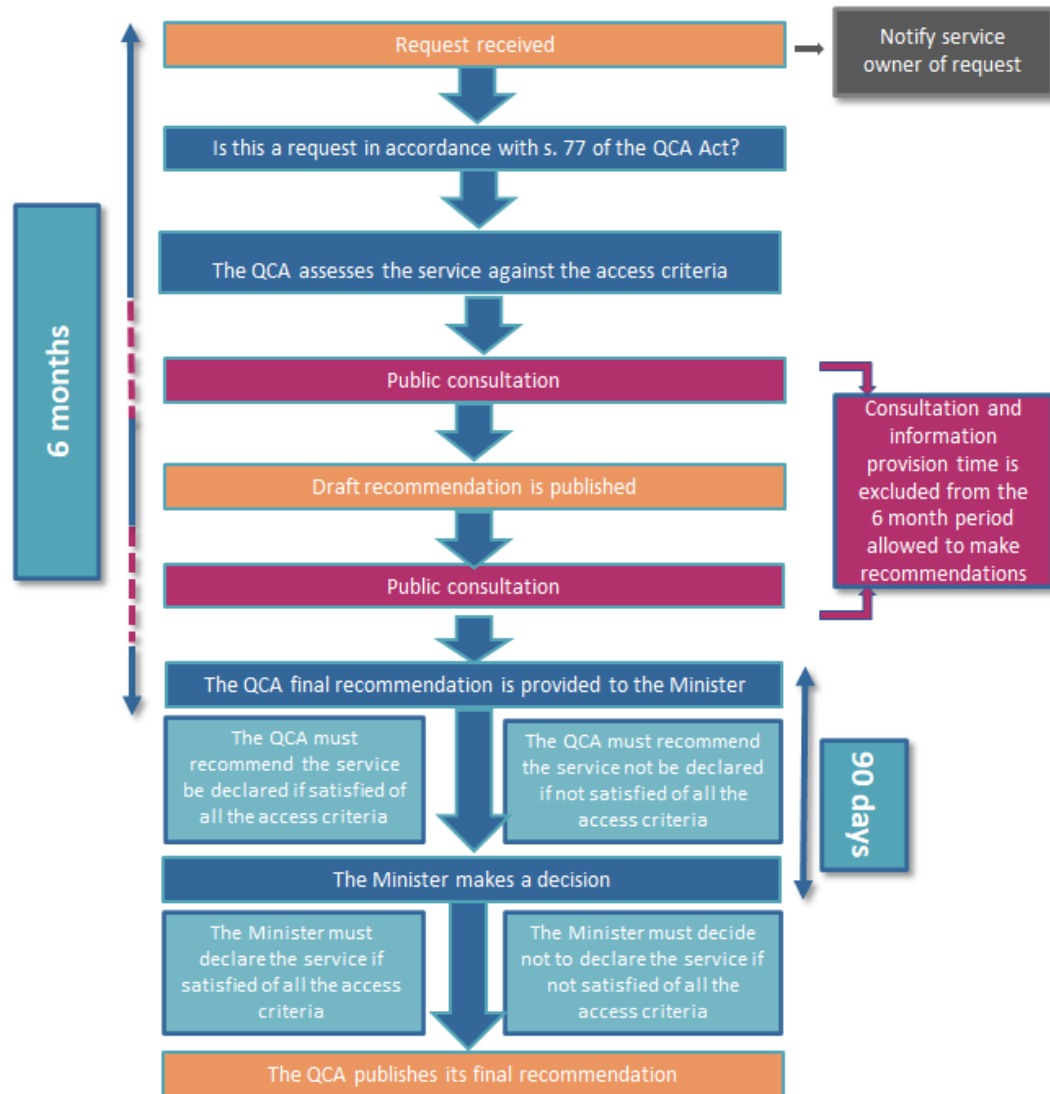 Request received
Notify service
owner of request
Is this a request in accordance with s. 77 of the QCA Act?
The QCA assesses the service against the access criteria
6 months
Public consultation
Consultation and
information
provision time is
excluded from the
6 month period
allowed to make
recommendations
Draft recommendation is published
Public consultation
The QCA final recommendation is provided to the Minister
The QCA must
recommend the service
be declared if satisfied of
all the access criteria
The QCA must recommend
the service not be declared
if not satisfied of all the
access criteria
90 days
The Minister makes a decision
The Minister must
declare the service if
satisfied of all the access
criteria
The Minister must decide
not to declare the service if
not satisfied of all the
access criteria
The QCA publishes its final recommendation